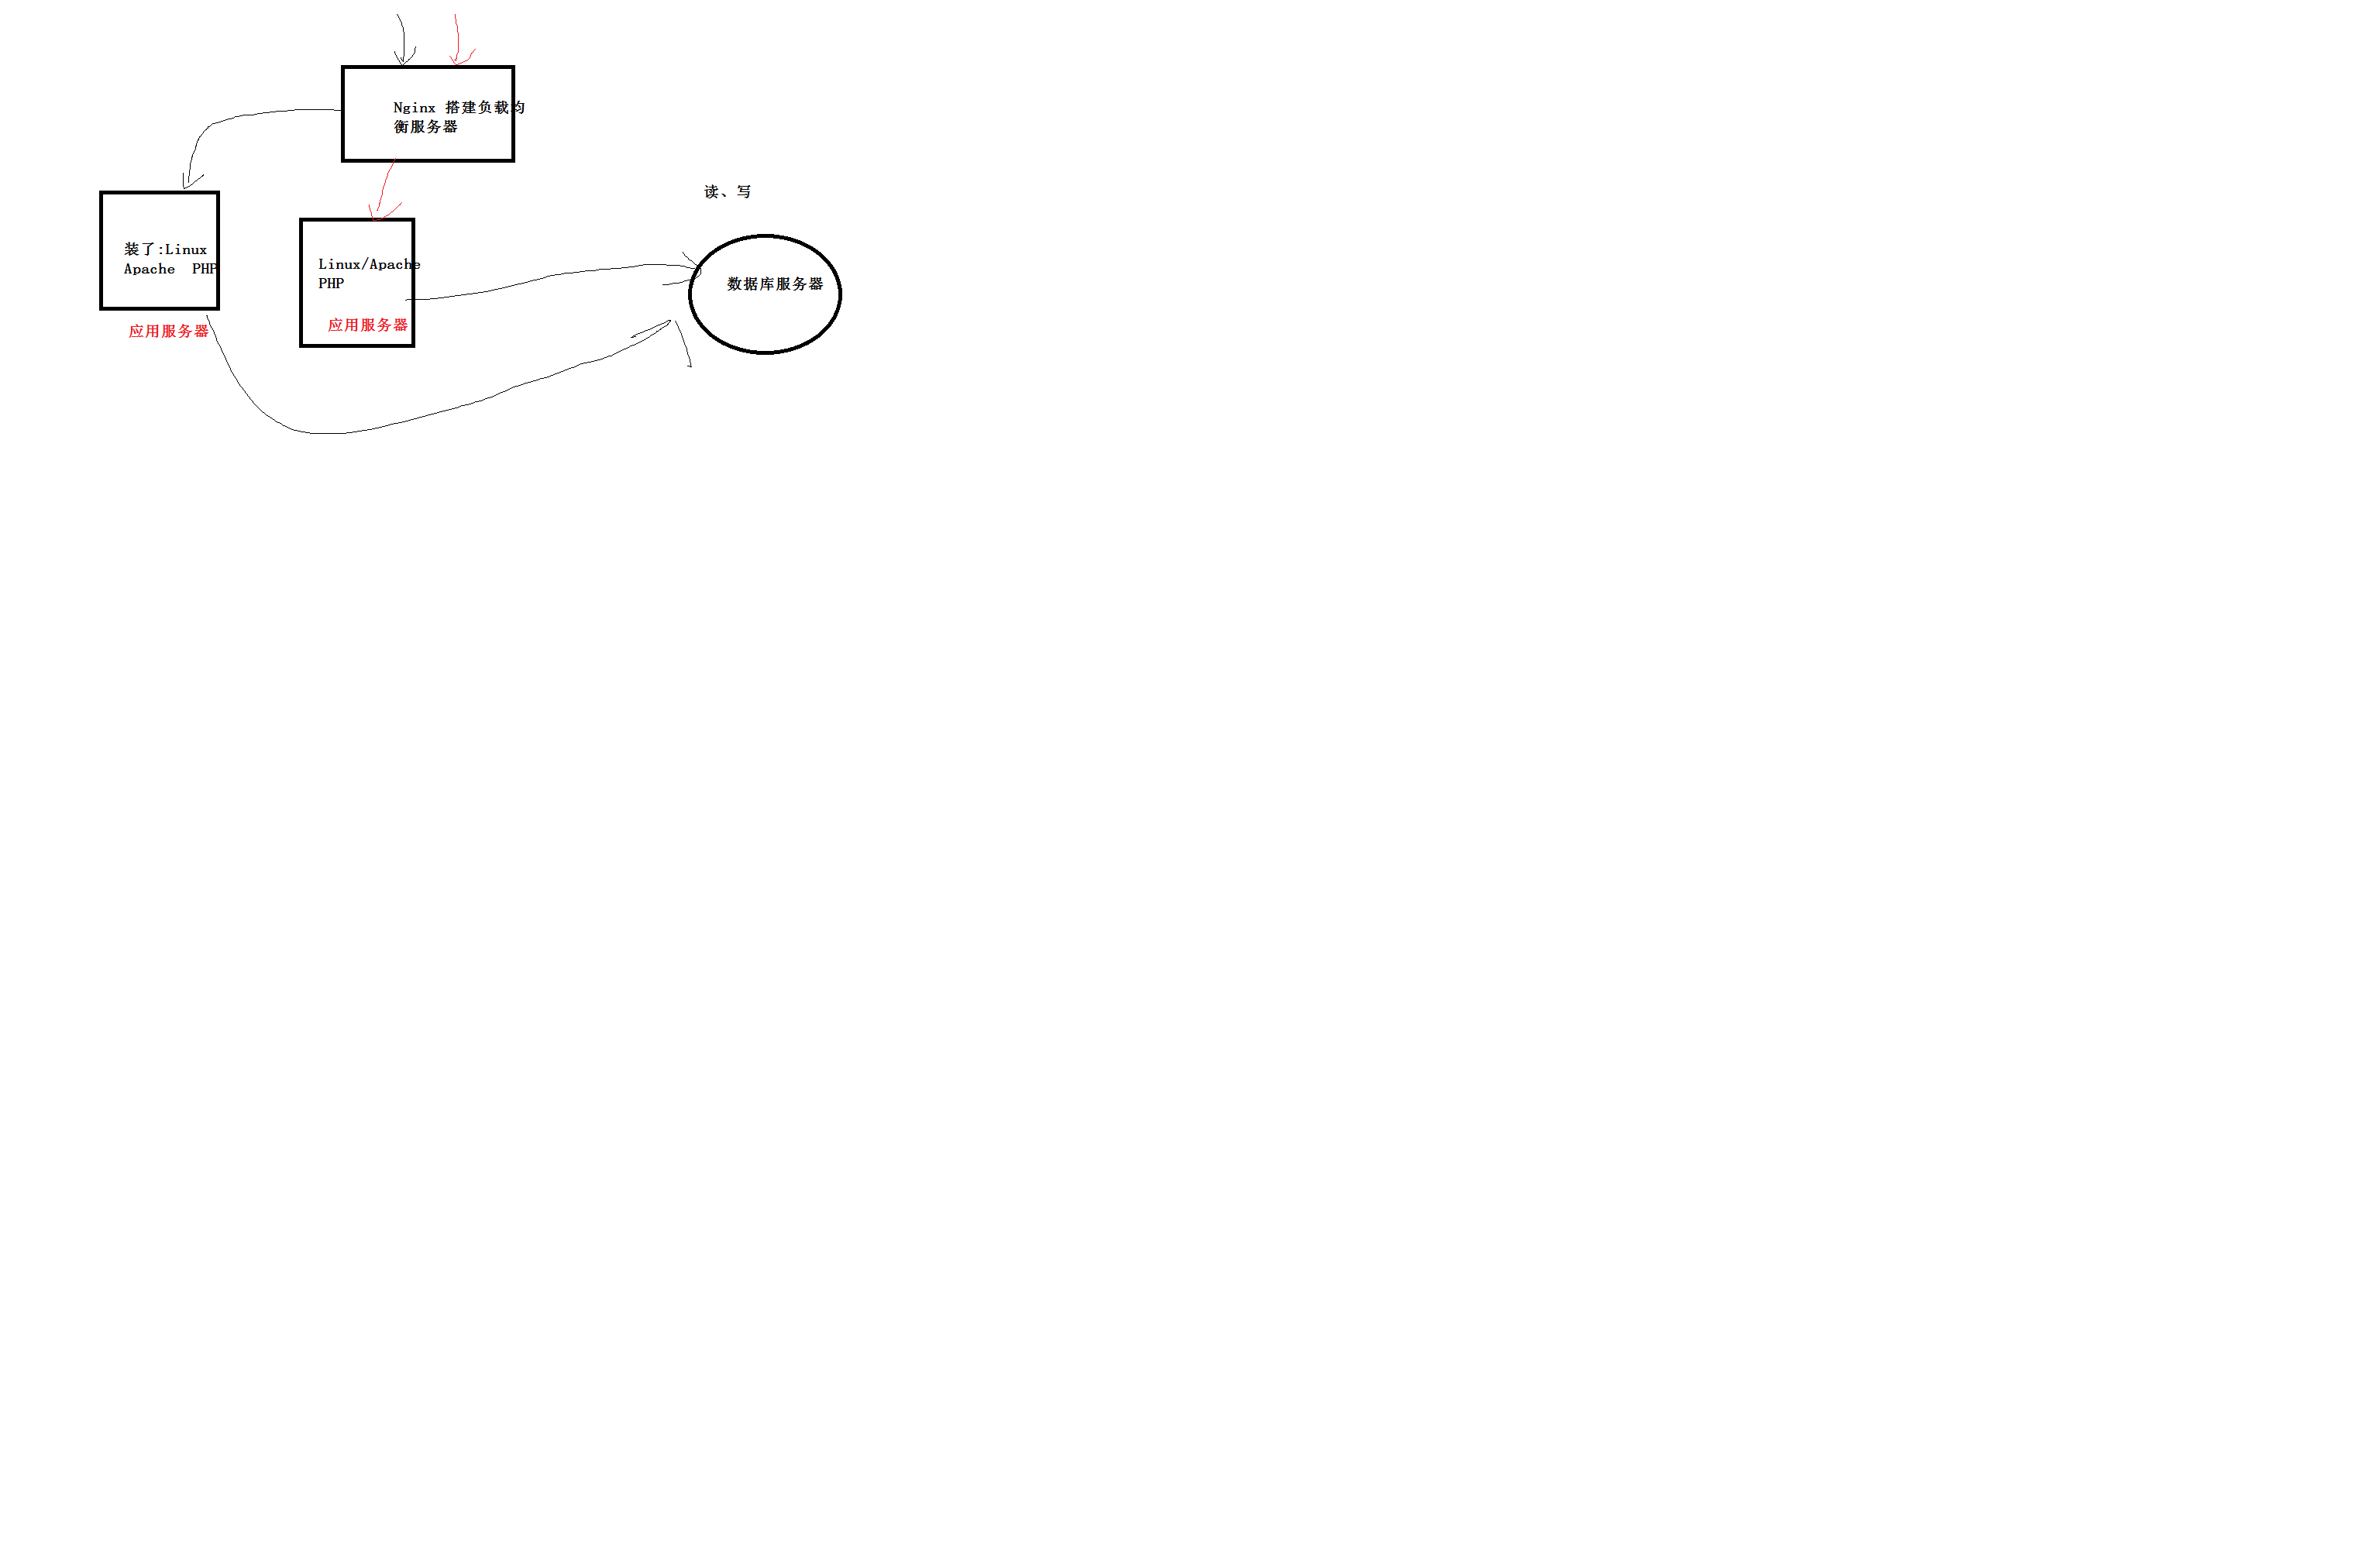 Nginx 搭建负载均
衡服务器
读、写
装了:Linux
Apache  PHP
应用服务器
Linux/Apache
PHP
应用服务器
数据库服务器